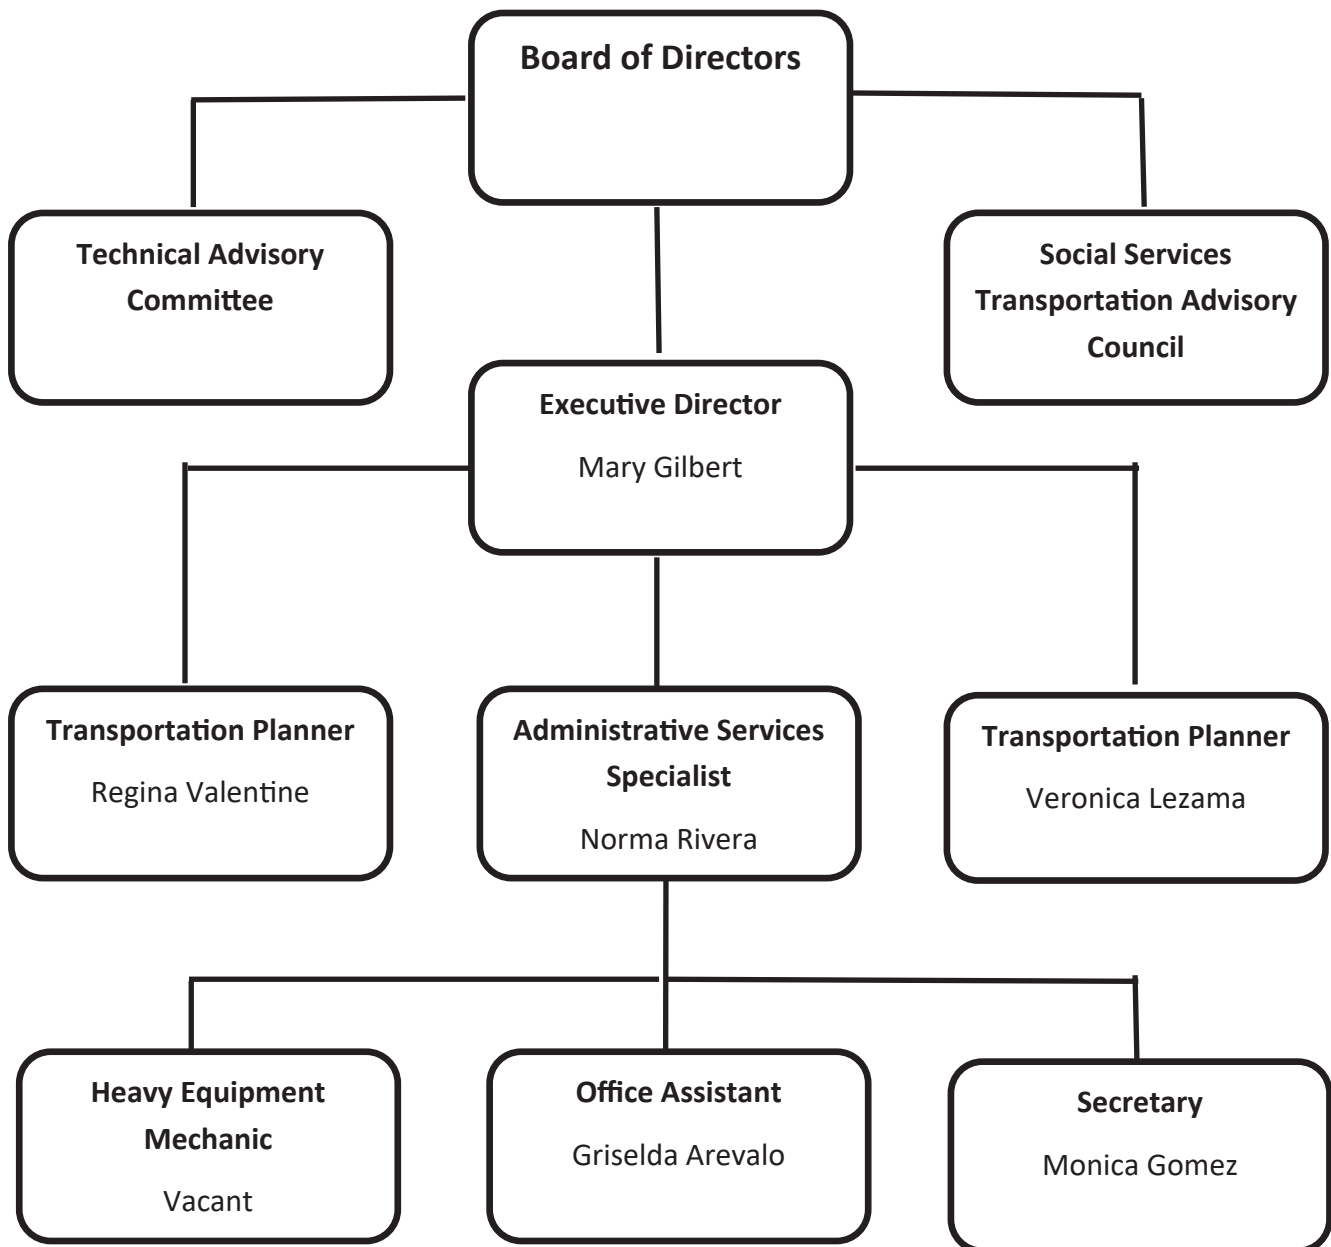 Board of Directors
Technical Advisory
Committee
Social Services
Transportation Advisory
Council
Executive Director
Mary Gilbert
Transportation Planner
Regina Valentine
Administrative Services
Specialist
Norma Rivera
Transportation Planner
Veronica Lezama
Heavy Equipment
Mechanic
Vacant
Office Assistant
Griselda Arevalo
Secretary
Monica Gomez